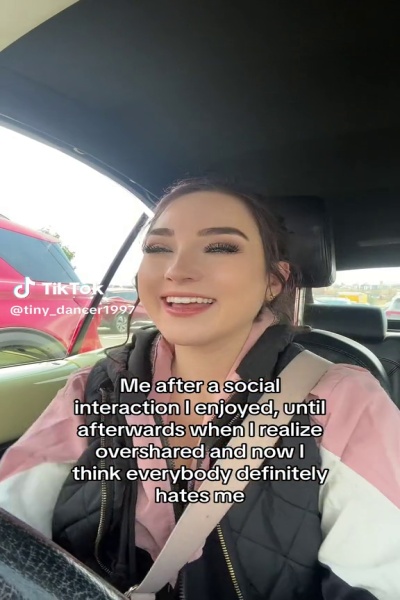 TikTok
@tiny_dancer1997
Me after a social
interaction I enjoyed, until
afterwards when I realize
overshared and now I
think everybody definitely
hates me